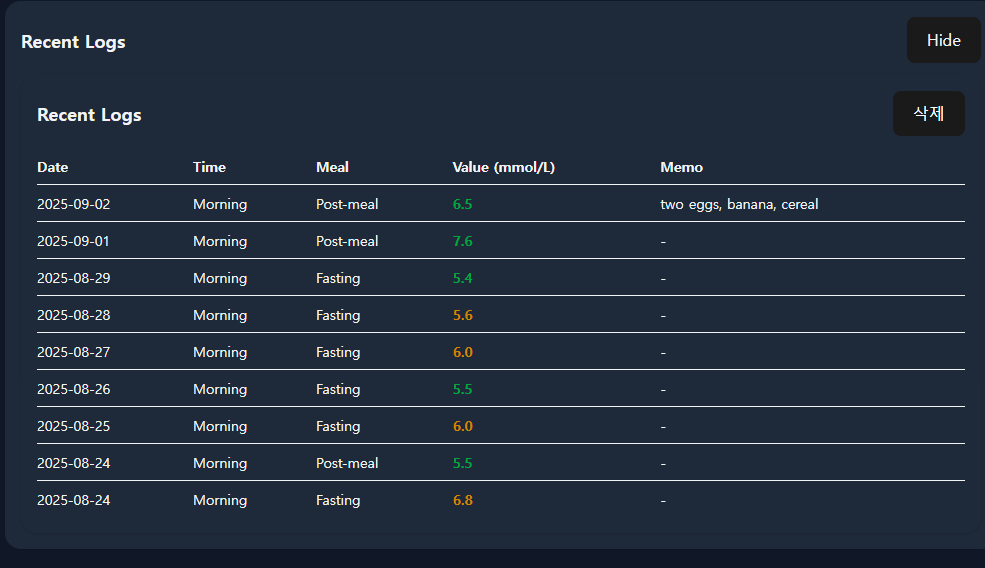 Recent Logs Hide
Recent Logs 삭제
Date Time Meal Value (mmol/L) Memo
2025-09-02 Morning Post-meal 6.5 two eggs, banana, cereal
2025-09-01 Morning Post-meal 7.6 -
2025-08-29 Morning Fasting 5.4 -
2025-08-28 Morning Fasting 5.6 -
2025-08-27 Morning Fasting 6.0 -
2025-08-26 Morning Fasting 5.5 -
2025-08-25 Morning Fasting 6.0 -
2025-08-24 Morning Post-meal 5.5 -
2025-08-24 Morning Fasting 6.8 -